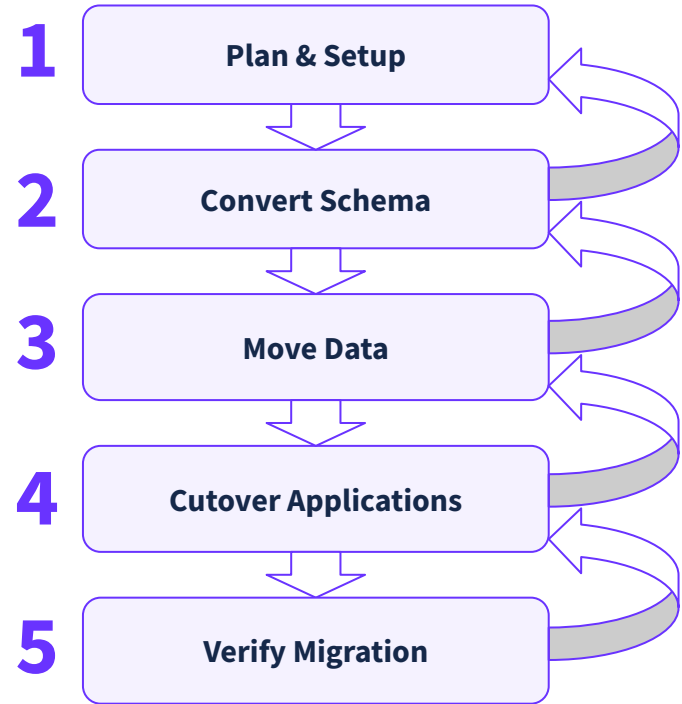 1
Plan & Setup
2
Convert Schema
3
Move Data
4
Cutover Applications
5
Verify Migration